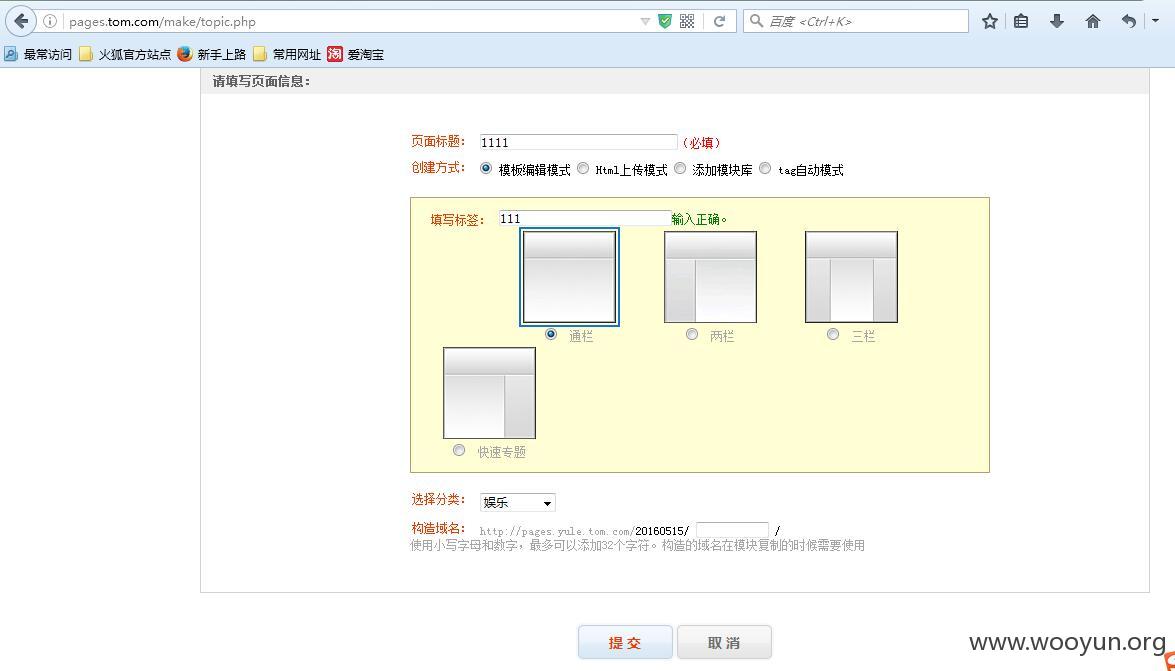 pages.tom.com/make/topic.php
百度 <Ctrl+K>
最常访问 火狐官方站点 新手上路 常用网址 淘 爱淘宝
请填写页面信息：
页面标题： 1111 （必填）
创建方式： 模板编辑模式 Html上传模式 添加模块库 tag自动模式
填写标签： 111 输入正确。
通栏 两栏 三栏
快速专题
选择分类： 娱乐
构造域名： http://pages.yule.tom.com/20160515/ /
使用小写字母和数字，最多可以添加32个字符。构造的域名在模块复制的时候需要使用
提 交 取 消
www.wooyun.org